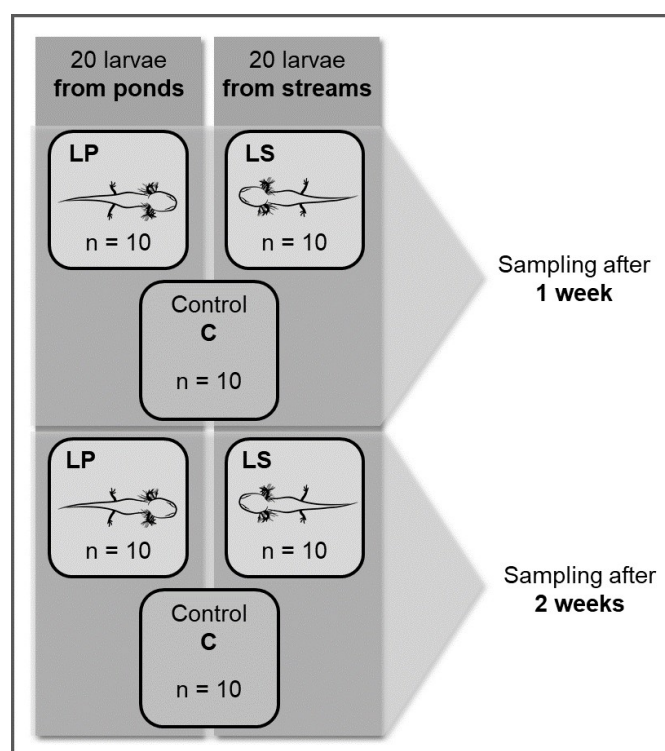 20 larvae
from ponds
20 larvae
from streams
LP
n = 10
LS
n = 10
Control
C
n = 10
Sampling after
1 week
LP
n = 10
LS
n = 10
Control
C
n = 10
Sampling after
2 weeks